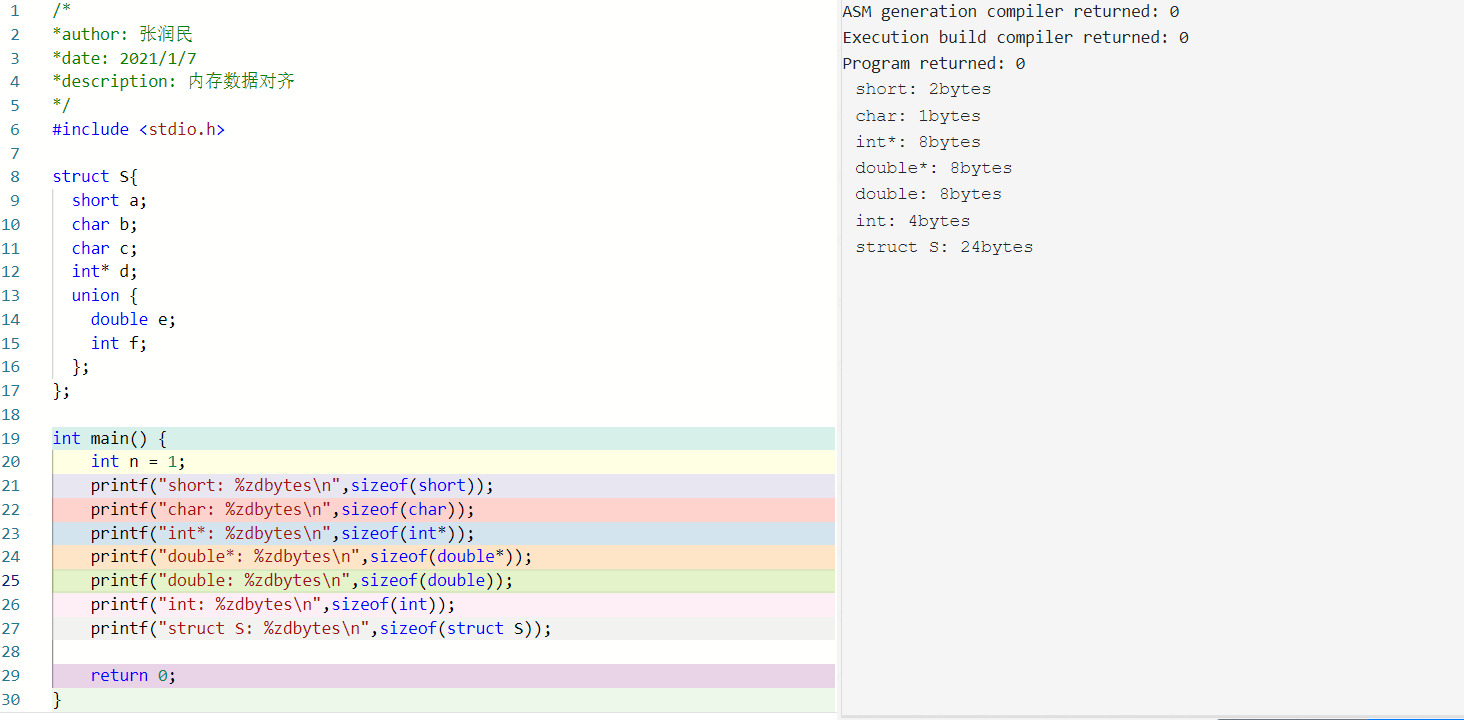 1 /*
2 *author: 张润民
3 *date: 2021/1/7
4 *description: 内存数据对齐
5 */
6 #include <stdio.h>
7
8 struct S{
9 short a;
10 char b;
11 char c;
12 int* d;
13 union {
14 double e;
15 int f;
16 };
17 };
18
19 int main() {
20 int n = 1;
21 printf("short: %zdbytes\n",sizeof(short));
22 printf("char: %zdbytes\n",sizeof(char));
23 printf("int*: %zdbytes\n",sizeof(int*));
24 printf("double*: %zdbytes\n",sizeof(double*));
25 printf("double: %zdbytes\n",sizeof(double));
26 printf("int: %zdbytes\n",sizeof(int));
27 printf("struct S: %zdbytes\n",sizeof(struct S));
28
29 return 0;
30 }
ASM generation compiler returned: 0
Execution build compiler returned: 0
Program returned: 0
short: 2bytes
char: 1bytes
int*: 8bytes
double*: 8bytes
double: 8bytes
int: 4bytes
struct S: 24bytes